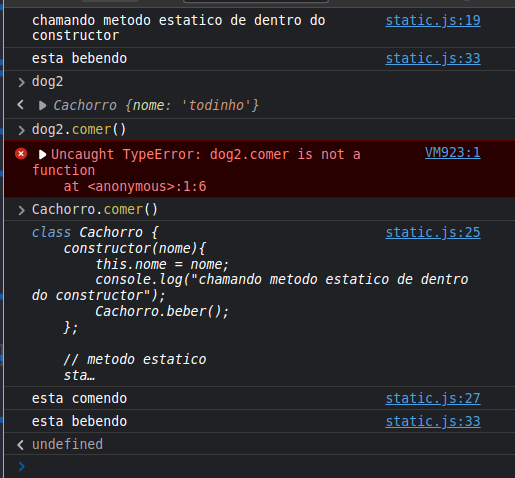 chamando metodo estatico de dentro do static.js:19
constructor
esta bebendo static.js:33
> dog2
< ▶ Cachorro {nome: 'todinho'}
> dog2.comer()
▶ Uncaught TypeError: dog2.comer is not a VM923:1
function
at <anonymous>:1:6
> Cachorro.comer()
class Cachorro { static.js:25
constructor(nome){
this.nome = nome;
console.log("chamando metodo estatico de dentro
do constructor");
Cachorro.beber();
};
// metodo estatico
sta…
esta comendo static.js:27
esta bebendo static.js:33
< undefined
>